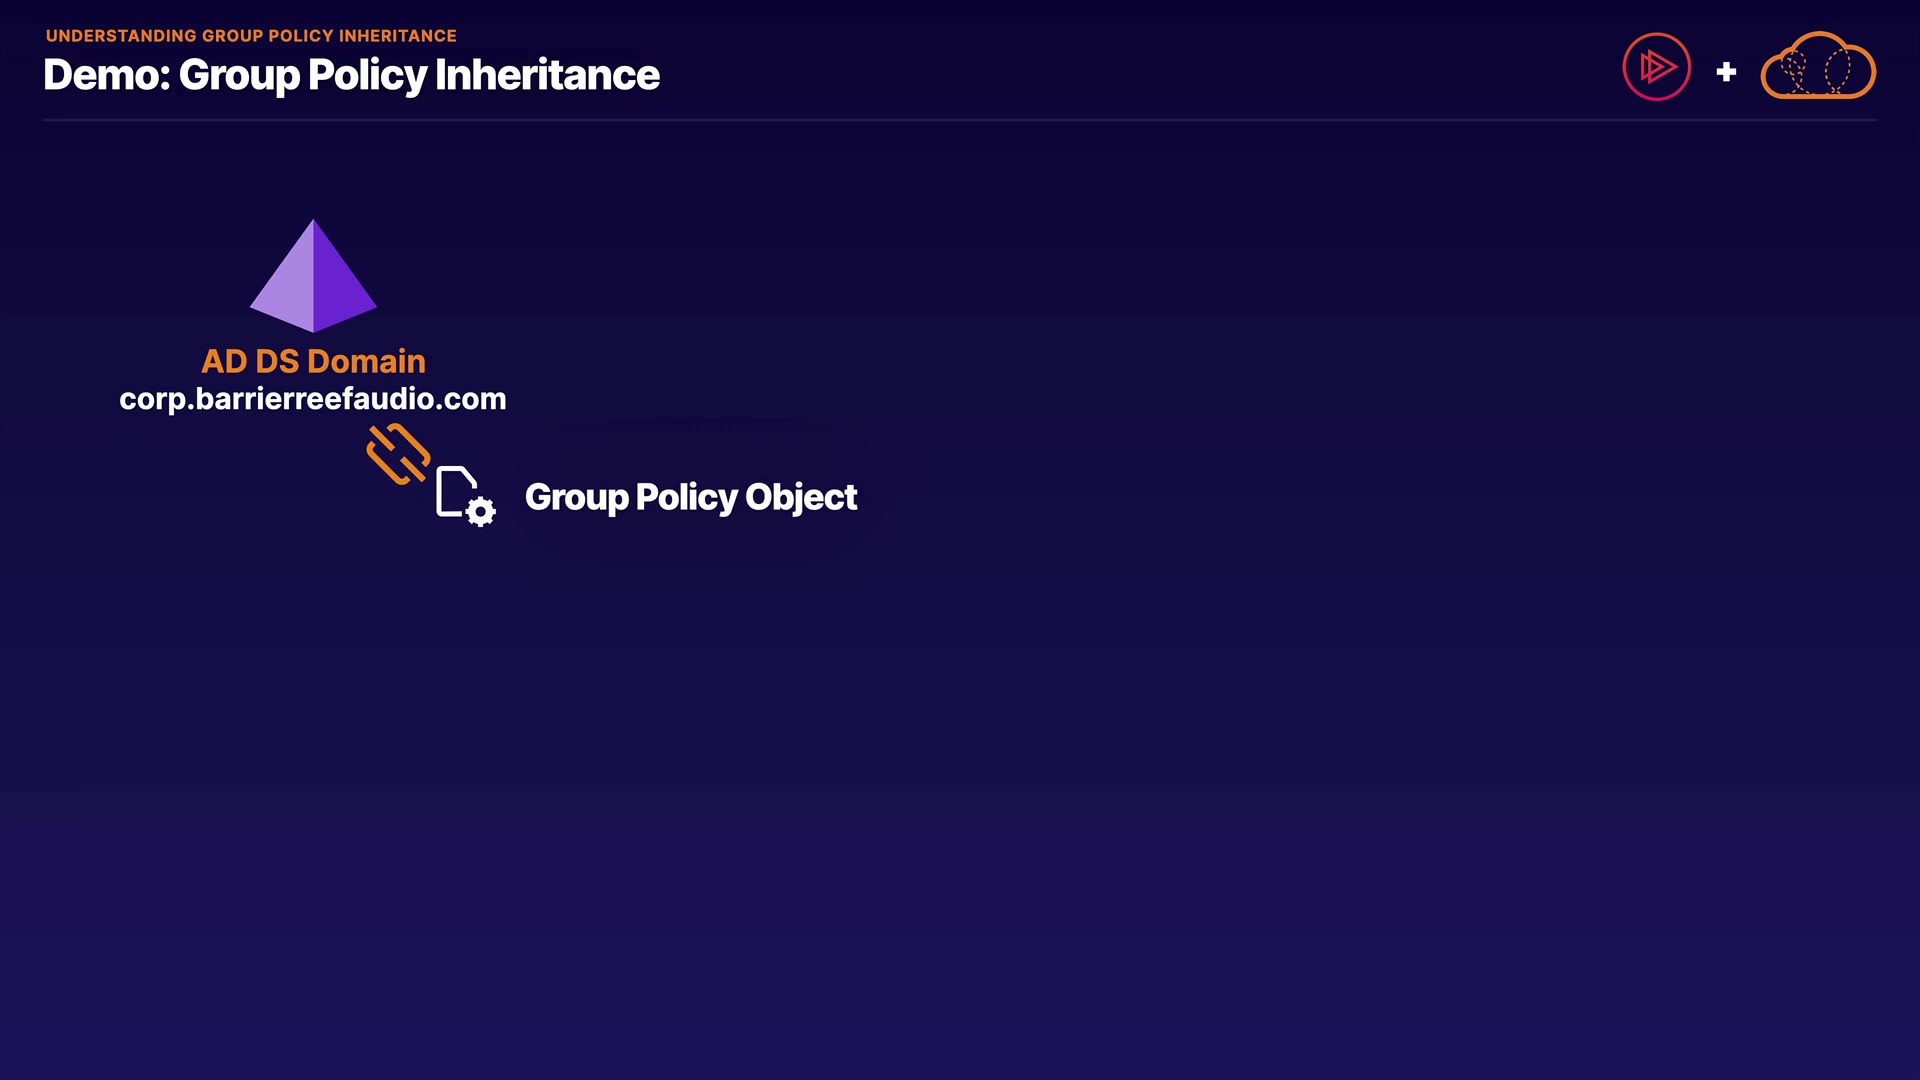 UNDERSTANDING GROUP POLICY INHERITANCE
Demo: Group Policy Inheritance
+
AD DS Domain
corp.barrierreefaudio.com
Group Policy Object